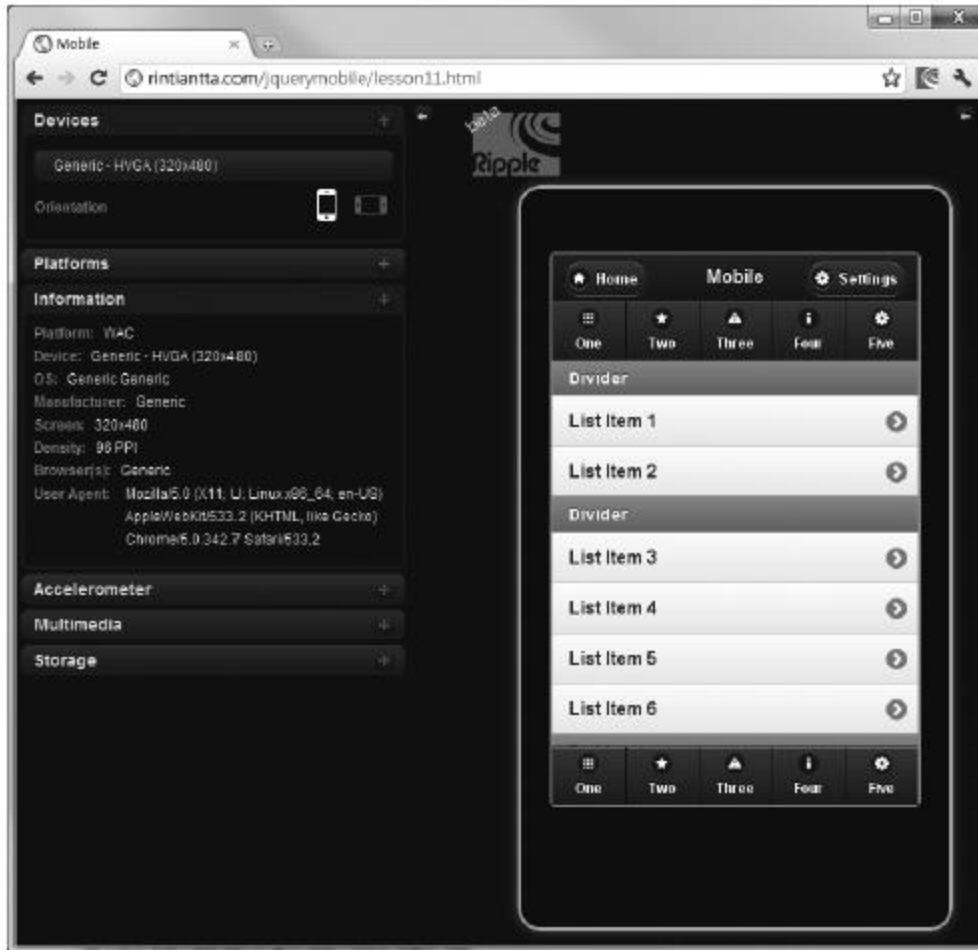 Mobile
rintiantta.com/jquerymobile/lesson11.html
Devices
Generic - HVGA (320x480)
Orientation
Platforms
Information
Platform: WAC
Device: Generic - HVGA (320x480)
OS: Generic Generic
Manufacturer: Generic
Screen: 320x480
Density: 96 PPI
Browser(s): Generic
User Agent: Mozilla/5.0 (X11; U; Linux x86_64; en-US)
AppleWebKit/533.2 (KHTML, like Gecko)
Chrome/5.0.342.7 Safari/533.2
Accelerometer
Multimedia
Storage
beta
Ripple
Home Mobile Settings
One Two Three Four Five
Divider
List Item 1
List Item 2
Divider
List Item 3
List Item 4
List Item 5
List Item 6
One Two Three Four Five